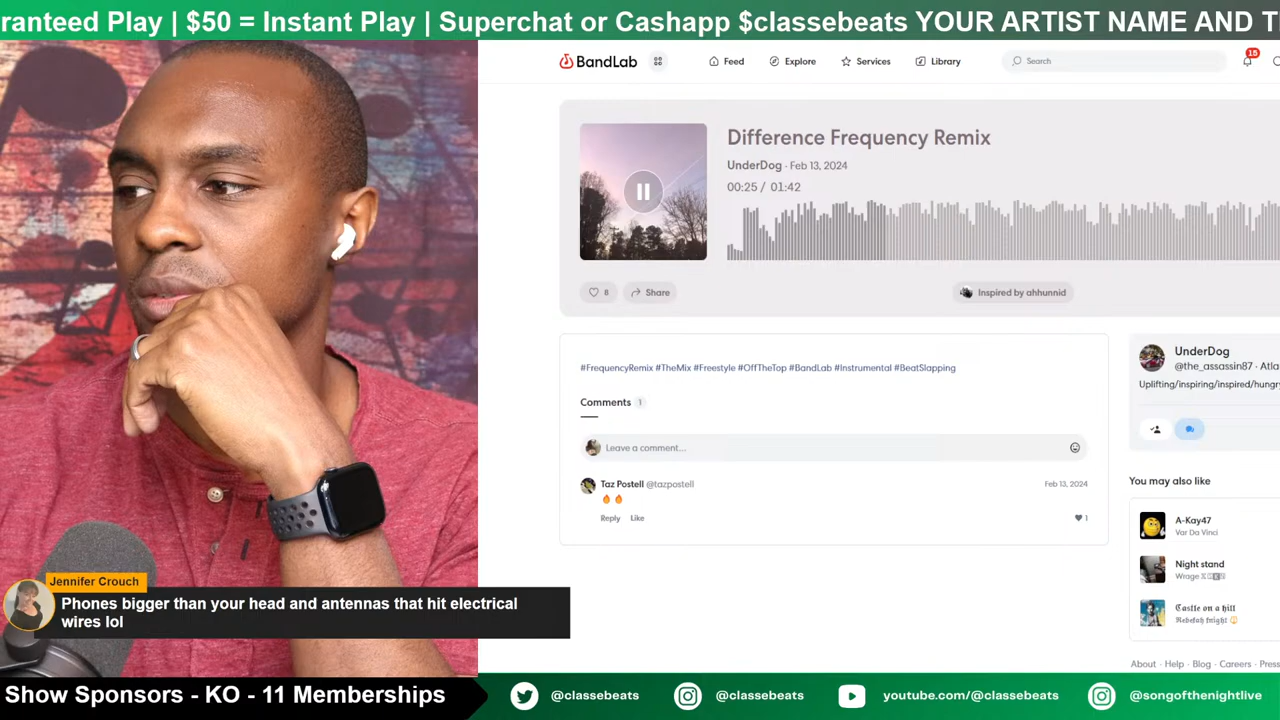 ranteed Play | $50 = Instant Play | Superchat or Cashapp $classebeats YOUR ARTIST NAME AND T
BandLab
Feed
Explore
Services
Library
Search
15
Difference Frequency Remix
UnderDog · Feb 13, 2024
00:25 / 01:42
8
Share
Inspired by ahhunnid
#FrequencyRemix #TheMix #Freestyle #OffTheTop #BandLab #Instrumental #BeatSlapping
Comments 1
Leave a comment...
Taz Postell @tazpostell
Feb 13, 2024
🔥 🔥
Reply Like
1
UnderDog
@the_assassin87 · Atla
Uplifting/inspiring/inspired/hungr
You may also like
A-Kay47
Var Da Vinci
Night stand
Wrage
Castle on a hill
Rebekah knight
About · Help · Blog · Careers · Press
Jennifer Crouch
Phones bigger than your head and antennas that hit electrical
wires lol
Show Sponsors - KO - 11 Memberships
@classebeats
@classebeats
youtube.com/@classebeats
@songofthenightlive